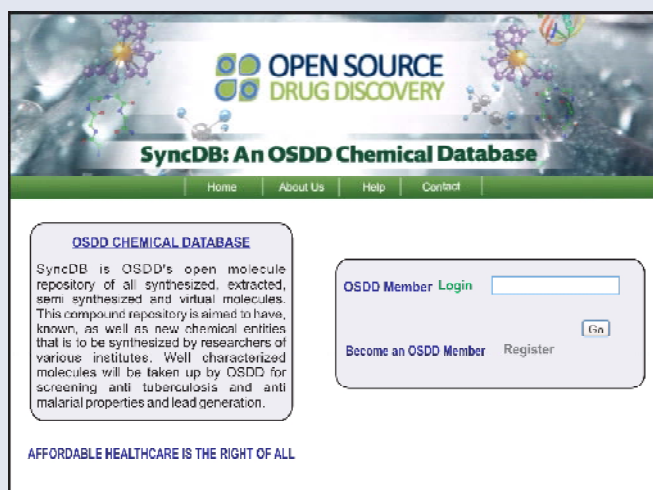 OPEN SOURCE
DRUG DISCOVERY
SyncDB: An OSDD Chemical Database
Home About Us Help Contact
OSDD CHEMICAL DATABASE
SyncDB is OSDD's open molecule
repository of all synthesized, extracted,
semi synthesized and virtual molecules.
This compound repository is aimed to have,
known, as well as new chemical entities
that is to be synthesized by researchers of
various institutes. Well characterized
molecules will be taken up by OSDD for
screening anti tuberculosis and anti
malarial properties and lead generation.
OSDD Member Login
Go
Become an OSDD Member Register
AFFORDABLE HEALTHCARE IS THE RIGHT OF ALL